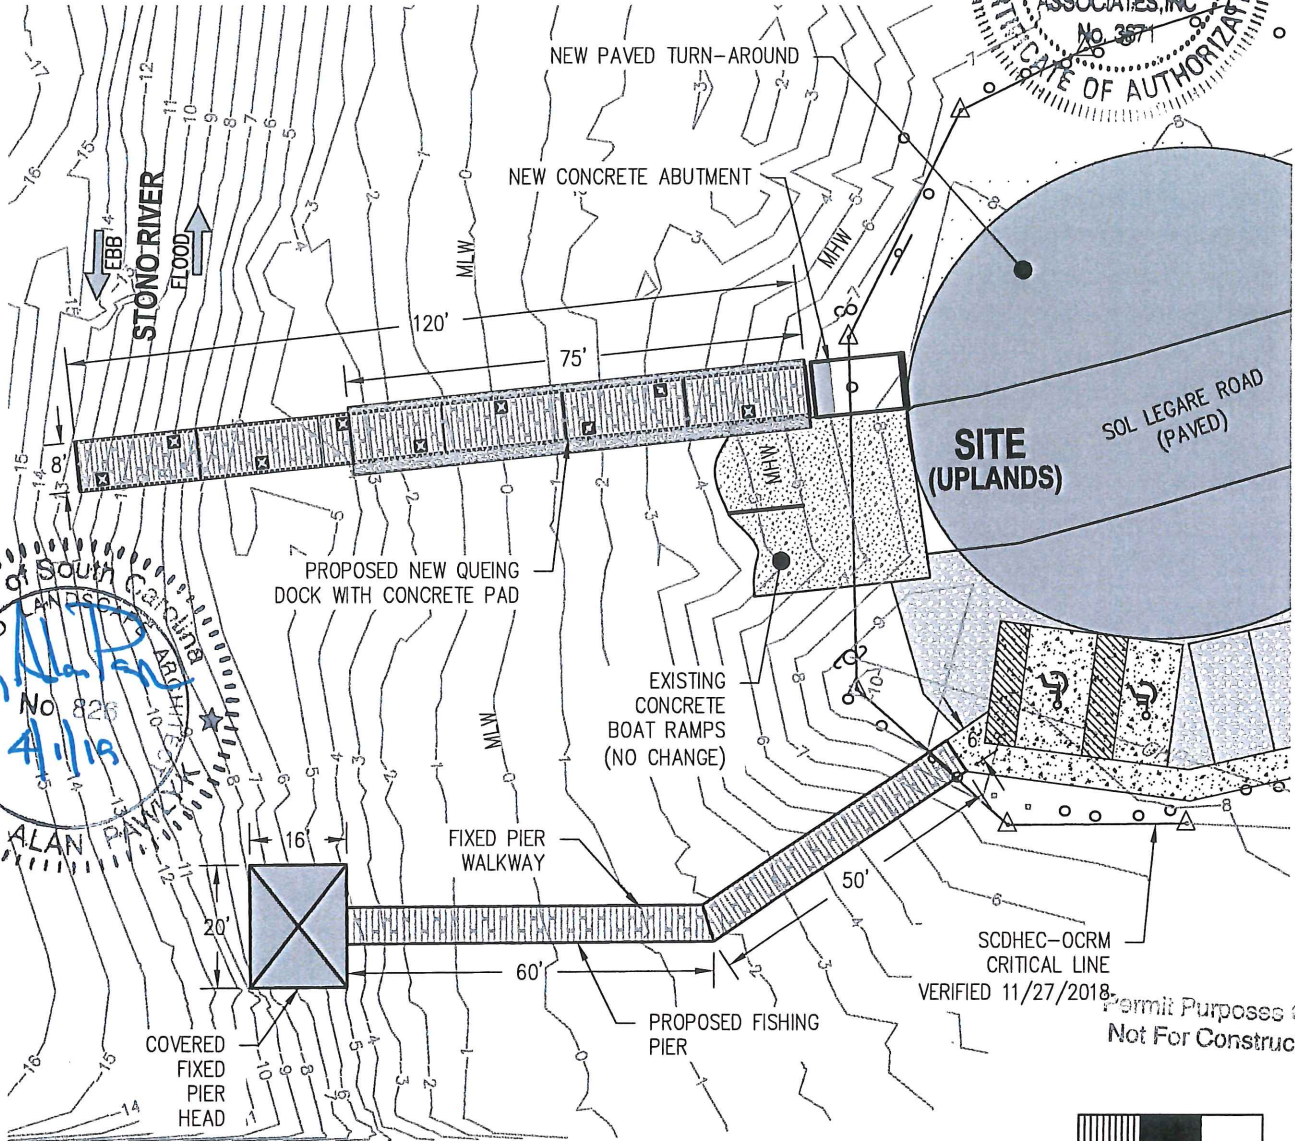 ASSOCIATES, INC
No. 3671
CATE OF AUTHORIZAT
NEW PAVED TURN-AROUND
NEW CONCRETE ABUTMENT
STONO RIVER
EBB
FLOOD
MLW
MHW
120'
75'
8'
SITE
(UPLANDS)
SOL LEGARE ROAD
(PAVED)
MHW
PROPOSED NEW QUEING
DOCK WITH CONCRETE PAD
of South Carolina
LANDSCAPE ARCHITECT
No 826
4/1/19
ALAN PAWLYK
EXISTING
CONCRETE
BOAT RAMPS
(NO CHANGE)
MLW
6'
16'
20'
FIXED PIER
WALKWAY
50'
60'
SCDHEC-OCRM
CRITICAL LINE
VERIFIED 11/27/2018
Permit Purposes
Not For Construc
PROPOSED FISHING
PIER
COVERED
FIXED
PIER
HEAD